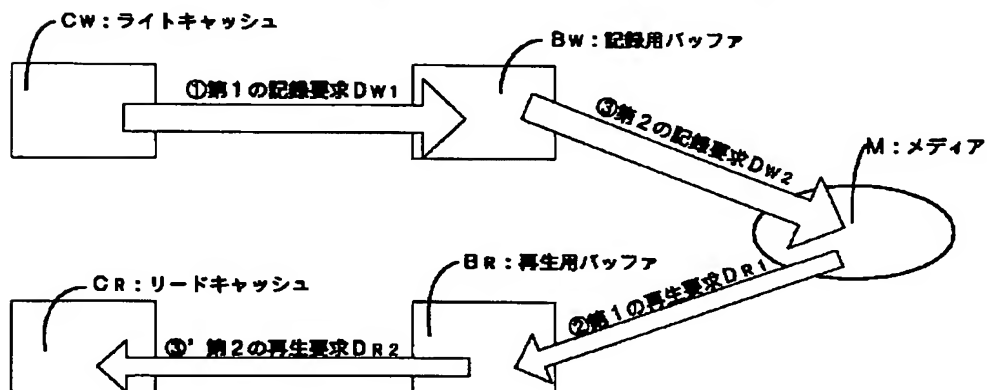 CW：ライトキャッシュ
BW：記録用バッファ
①第1の記録要求DW1
③第2の記録要求DW2
M：メディア
BR：再生用バッファ
CR：リードキャッシュ
②第1の再生要求DR1
③'第2の再生要求DR2